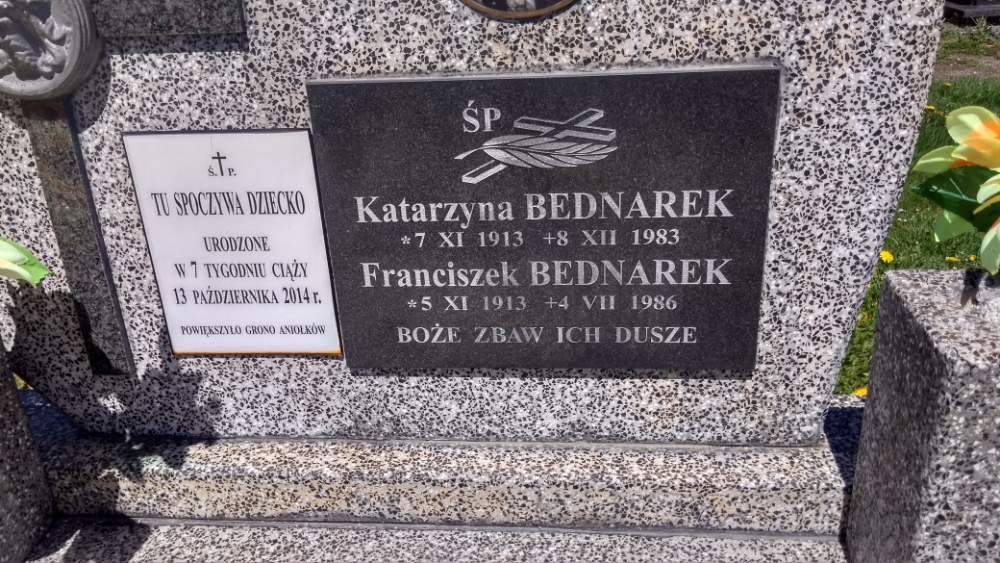 Ś. P.
TU SPOCZYWA DZIECKO
URODZONE
W 7 TYGODNIU CIĄŻY
13 PAŹDZIERNIKA 2014 r.
POWIĘKSZYŁO GRONO ANIOŁKÓW
ŚP
Katarzyna BEDNAREK
*7 XI 1913 +8 XII 1983
Franciszek BEDNAREK
*5 XI 1913 +4 VII 1986
BOŻE ZBAW ICH DUSZE